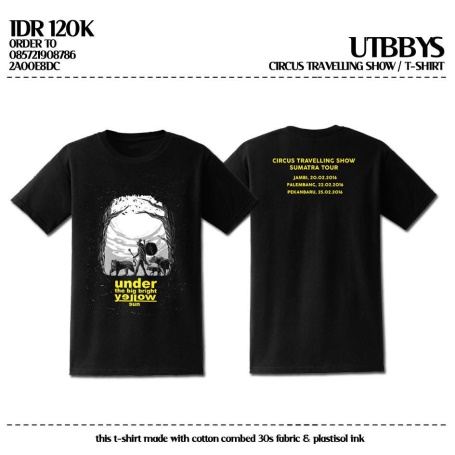 IDR 120K
ORDER TO
085721908786
2A00E8DC
UTBBYS
CIRCUS TRAVELLING SHOW / T-SHIRT
under
the big bright
yellow
sun
CIRCUS TRAVELLING SHOW
SUMATRA TOUR
JAMBI, 20.02.2016
PALEMBANG, 22.02.2016
PEKANBARU, 25.02.2016
this t-shirt made with cotton combed 30s fabric & plastisol ink